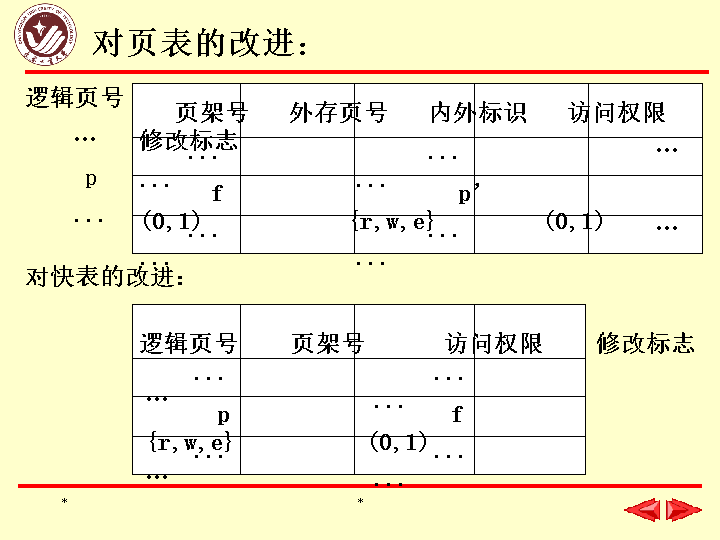 对页表的改进：
逻辑页号
页架号 外存页号 内外标识 访问权限
… 修改标志
... ... …
p ... ...
f p’
... (0,1) {r,w,e} (0,1)
... ... …
... ...
对快表的改进：
逻辑页号 页架号 访问权限 修改标志
... ...
… ...
p f
{r,w,e} (0,1)
... ...
… ...
* *